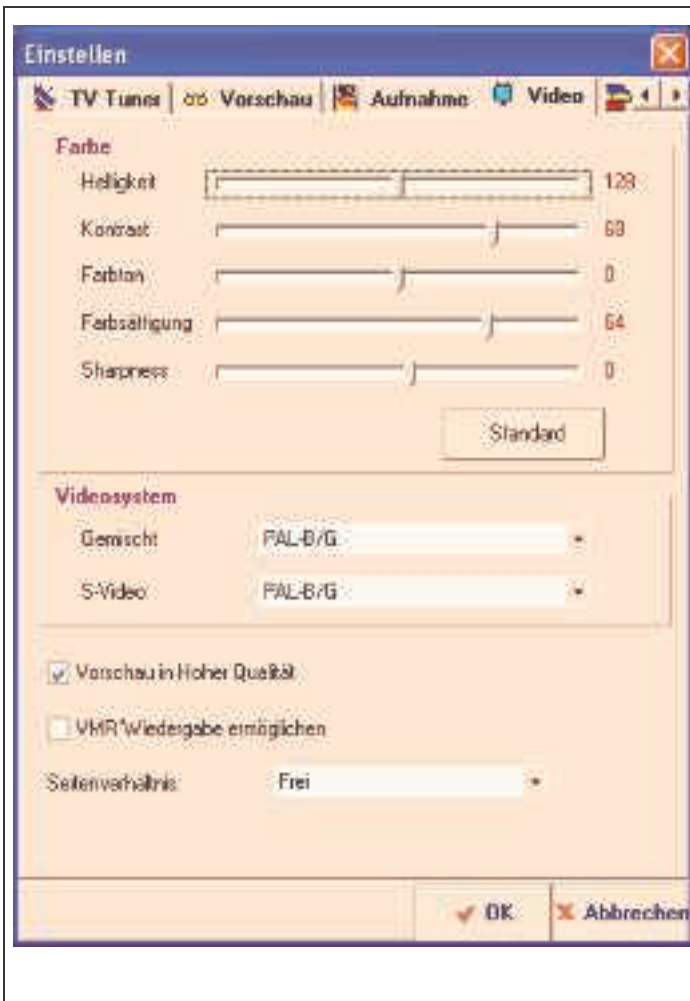 Einstellen
TV Tuner Vorschau Aufnahme Video
Farbe
Helligkeit 128
Kontrast 68
Farbton 0
Farbsättigung 64
Sharpness 0
Standard
Videosystem
Gemischt PAL-B/G
S-Video PAL-B/G
Vorschau in Hoher Qualität
VMR Wiedergabe ermöglichen
Seitenverhältnis Frei
OK Abbrechen